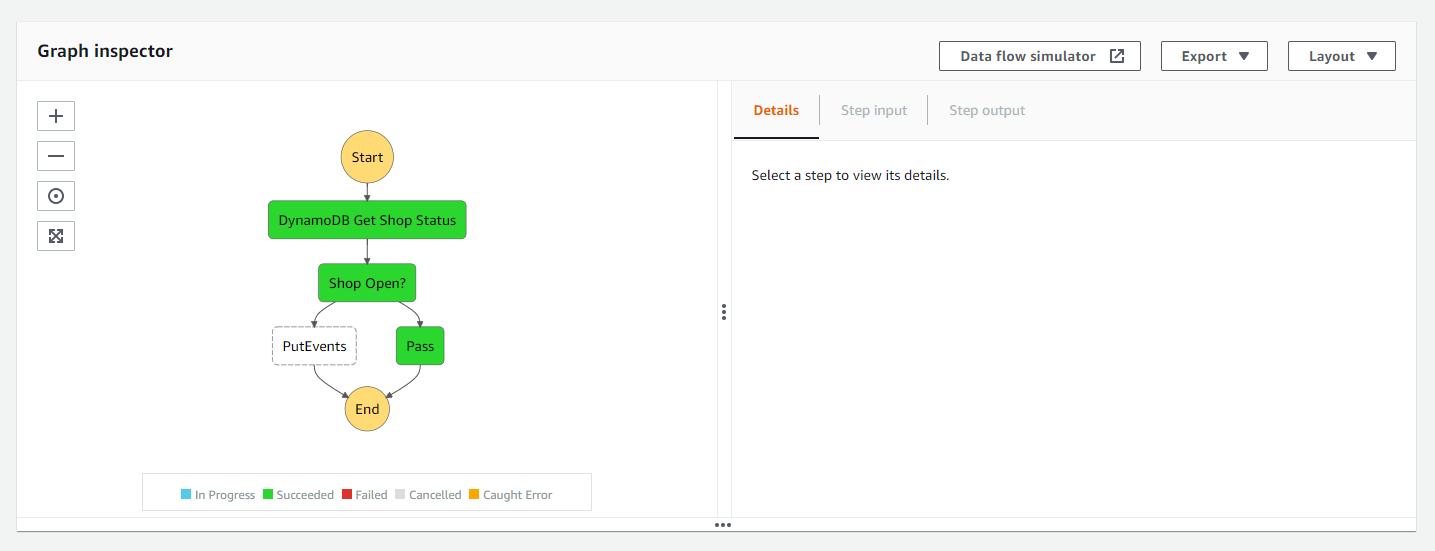 Graph inspector
Data flow simulator
Export
Layout
Details
Step input
Step output
Select a step to view its details.
Start
DynamoDB Get Shop Status
Shop Open?
PutEvents
Pass
End
In Progress
Succeeded
Failed
Cancelled
Caught Error